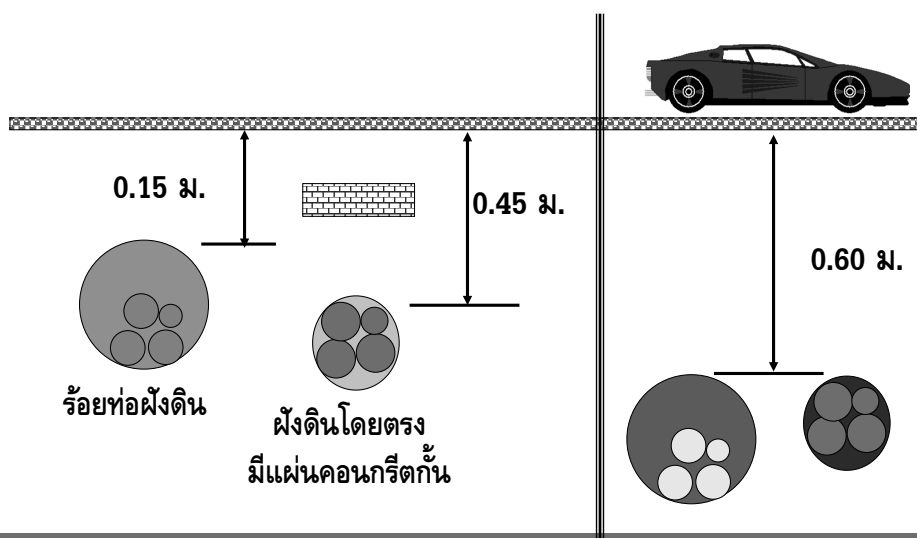 0.15 ม.
0.45 ม.
0.60 ม.
ร้อยท่อฝังดิน
ฝังดินโดยตรง
มีแผ่นคอนกรีตกั้น